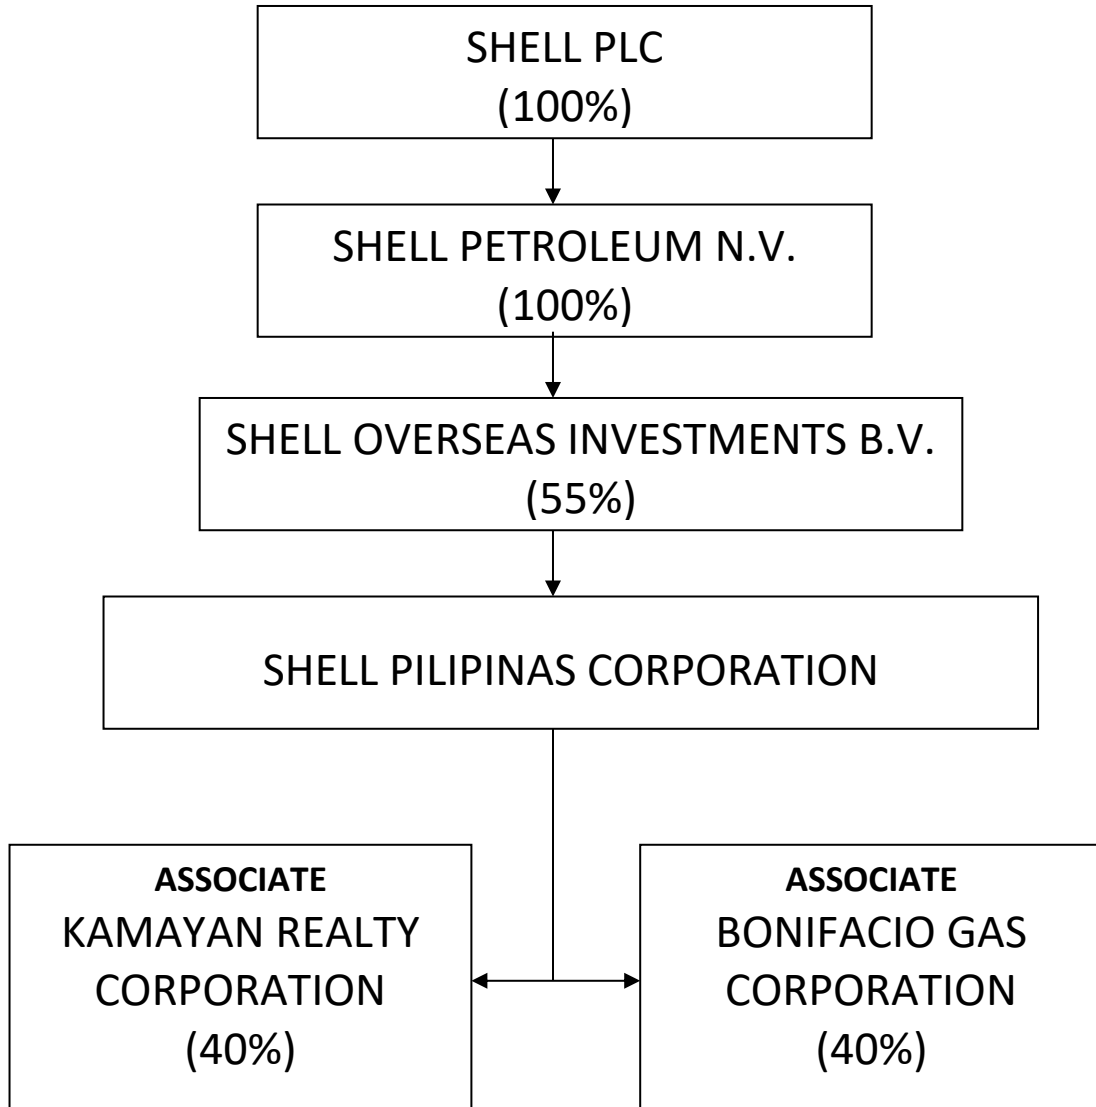 SHELL PLC
(100%)
SHELL PETROLEUM N.V.
(100%)
SHELL OVERSEAS INVESTMENTS B.V.
(55%)
SHELL PILIPINAS CORPORATION
ASSOCIATE
KAMAYAN REALTY
CORPORATION
(40%)
ASSOCIATE
BONIFACIO GAS
CORPORATION
(40%)